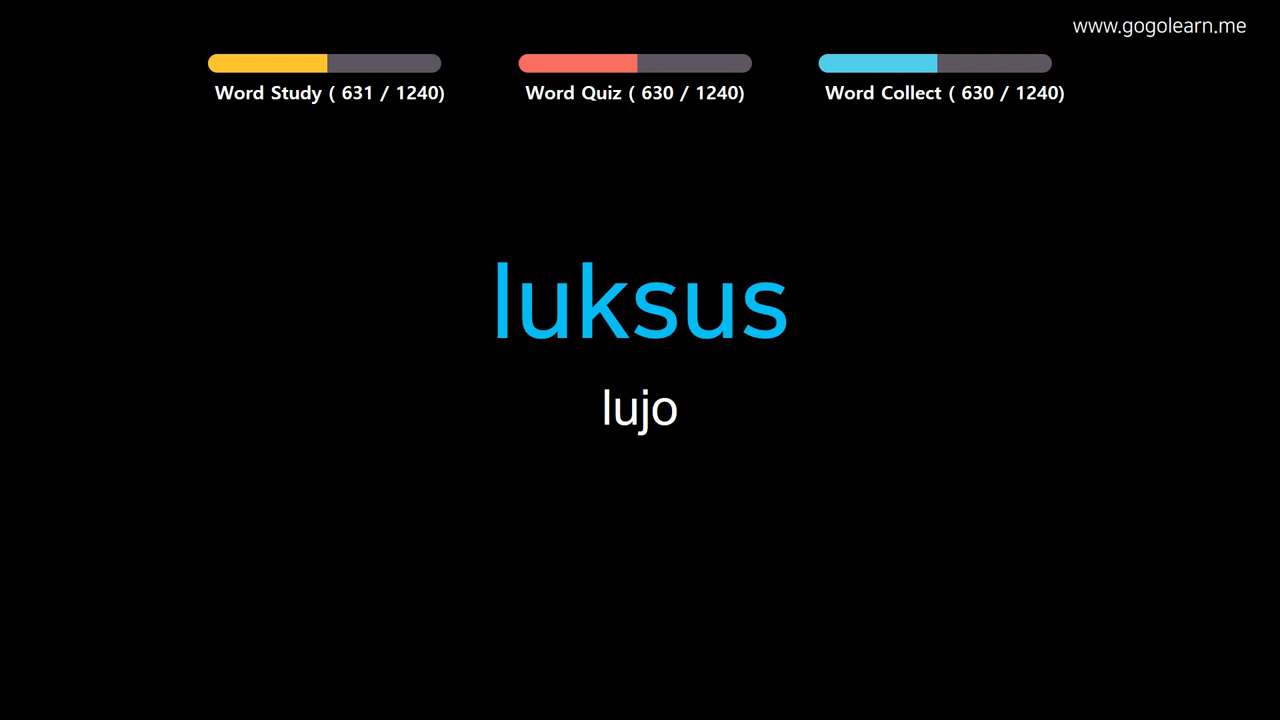 www.gogolearn.me
Word Study ( 631 / 1240)
Word Quiz ( 630 / 1240)
Word Collect ( 630 / 1240)
luksus
lujo